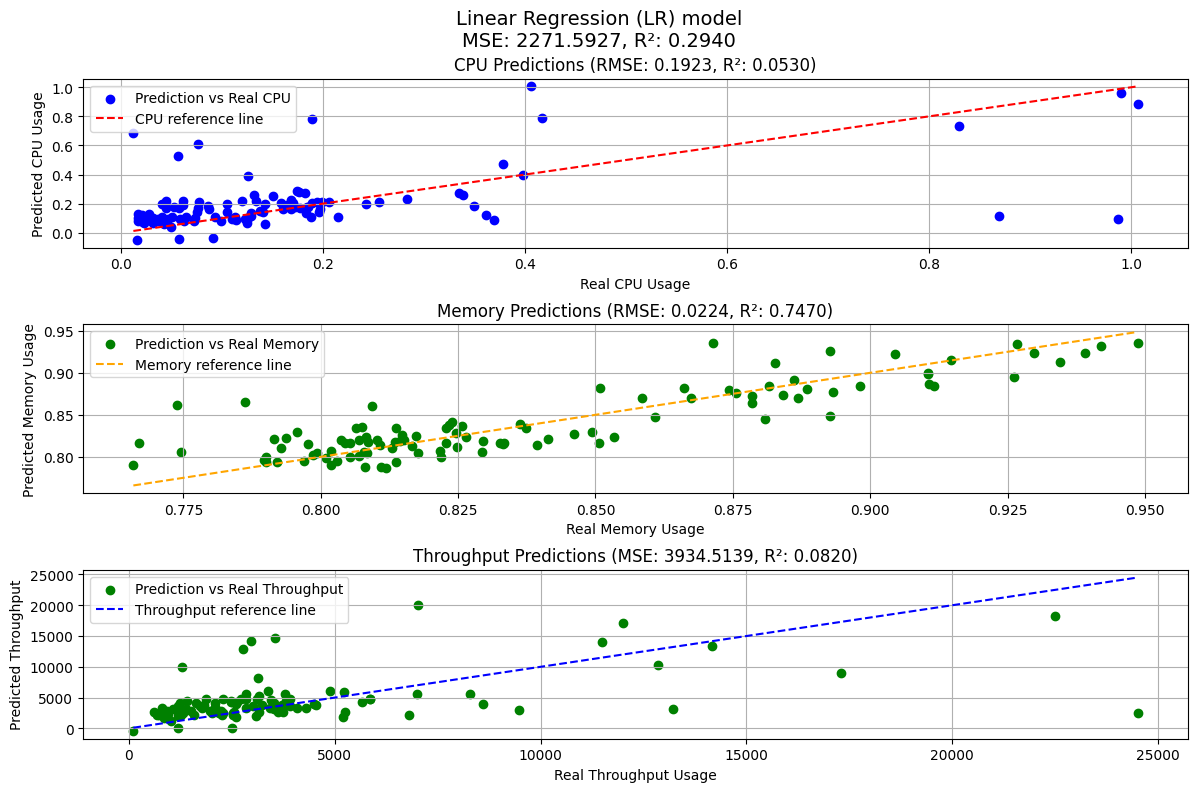 Linear Regression (LR) model
MSE: 2271.5927, R²: 0.2940
CPU Predictions (RMSE: 0.1923, R²: 0.0530)
Predicted CPU Usage
1.0
0.8
0.6
0.4
0.2
0.0
Prediction vs Real CPU
CPU reference line
0.0 0.2 0.4 0.6 0.8 1.0
Real CPU Usage
Memory Predictions (RMSE: 0.0224, R²: 0.7470)
Predicted Memory Usage
0.95
0.90
0.85
0.80
Prediction vs Real Memory
Memory reference line
0.775 0.800 0.825 0.850 0.875 0.900 0.925 0.950
Real Memory Usage
Throughput Predictions (MSE: 3934.5139, R²: 0.0820)
Predicted Throughput
25000
20000
15000
10000
5000
0
Prediction vs Real Throughput
Throughput reference line
0 5000 10000 15000 20000 25000
Real Throughput Usage